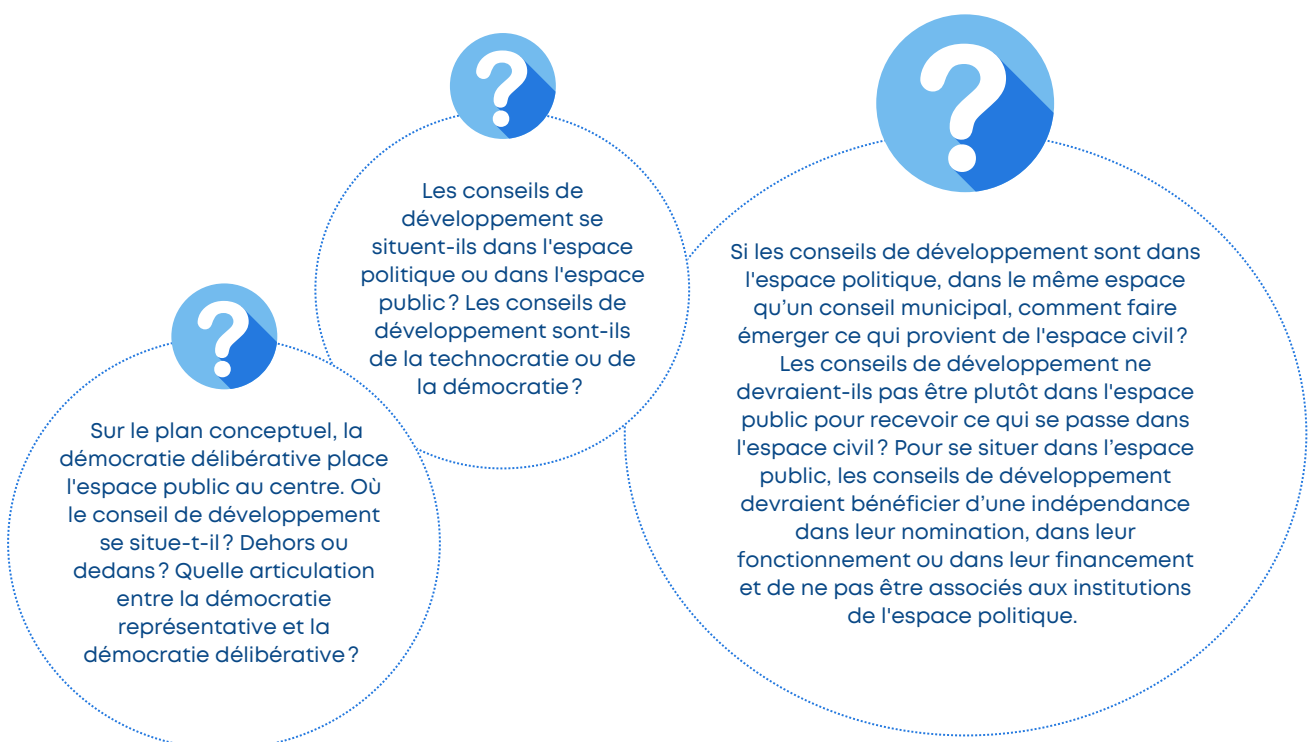 Les conseils de
développement se
situent-ils dans l'espace
politique ou dans l'espace
public ? Les conseils de
développement sont-ils
de la technocratie ou de
la démocratie ?
Si les conseils de développement sont dans
l'espace politique, dans le même espace
qu’un conseil municipal, comment faire
émerger ce qui provient de l'espace civil ?
Les conseils de développement ne
devraient-ils pas être plutôt dans l'espace
public pour recevoir ce qui se passe dans
l'espace civil ? Pour se situer dans l’espace
public, les conseils de développement
devraient bénéficier d’une indépendance
dans leur nomination, dans leur
fonctionnement ou dans leur financement
et de ne pas être associés aux institutions
de l'espace politique.
Sur le plan conceptuel, la
démocratie délibérative place
l'espace public au centre. Où
le conseil de développement
se situe-t-il ? Dehors ou
dedans ? Quelle articulation
entre la démocratie
représentative et la
démocratie délibérative ?